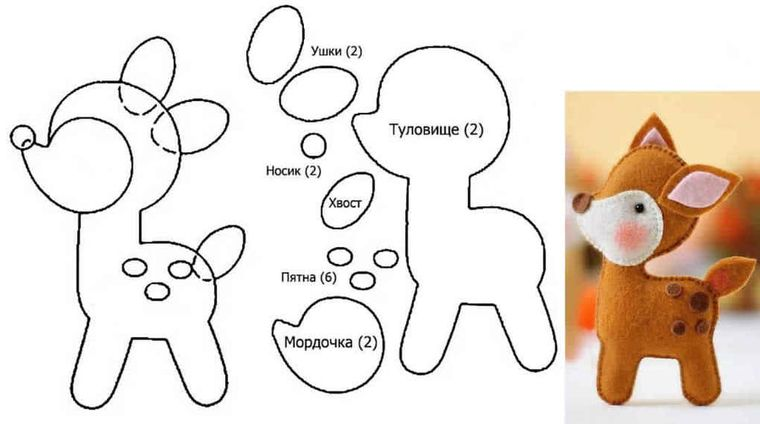 Ушки (2)
Туловище (2)
Носик (2)
Хвост
Пятна (6)
Мордочка (2)